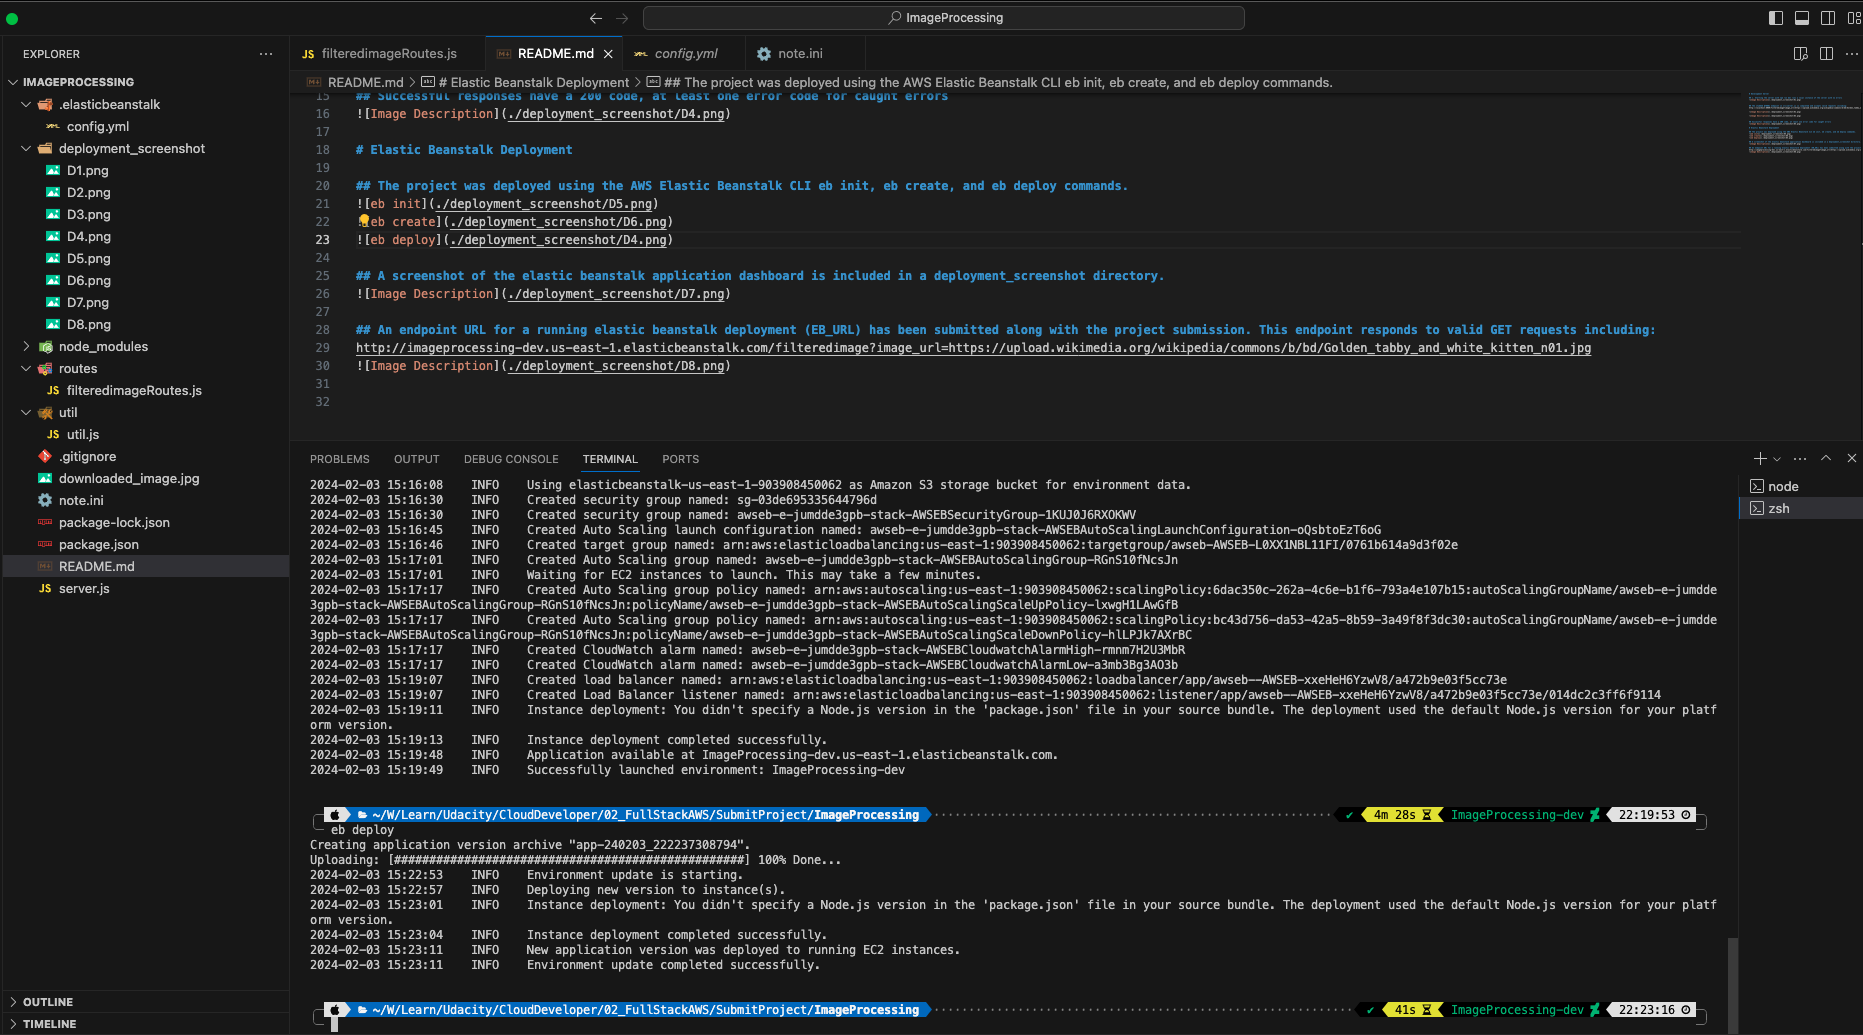 ImageProcessing
EXPLORER
IMAGEPROCESSING
.elasticbeanstalk
config.yml
deployment_screenshot
D1.png
D2.png
D3.png
D4.png
D5.png
D6.png
D7.png
D8.png
node_modules
routes
JS filteredimageRoutes.js
util
JS util.js
.gitignore
downloaded_image.jpg
note.ini
package-lock.json
package.json
README.md
JS server.js
OUTLINE
TIMELINE
JS filteredimageRoutes.js
README.md
config.yml
note.ini
README.md > # Elastic Beanstalk Deployment > ## The project was deployed using the AWS Elastic Beanstalk CLI eb init, eb create, and eb deploy commands.
15 ## Successful responses have a 200 code, at least one error code for caught errors
16 ![Image Description](./deployment_screenshot/D4.png)
17
18 # Elastic Beanstalk Deployment
19
20 ## The project was deployed using the AWS Elastic Beanstalk CLI eb init, eb create, and eb deploy commands.
21 ![eb init](./deployment_screenshot/D5.png)
22 eb create](./deployment_screenshot/D6.png)
23 ![eb deploy](./deployment_screenshot/D4.png)
24
25 ## A screenshot of the elastic beanstalk application dashboard is included in a deployment_screenshot directory.
26 ![Image Description](./deployment_screenshot/D7.png)
27
28 ## An endpoint URL for a running elastic beanstalk deployment (EB_URL) has been submitted along with the project submission. This endpoint responds to valid GET requests including:
29 http://imageprocessing-dev.us-east-1.elasticbeanstalk.com/filteredimage?image_url=https://upload.wikimedia.org/wikipedia/commons/b/bd/Golden_tabby_and_white_kitten_n01.jpg
30 ![Image Description](./deployment_screenshot/D8.png)
31
32
PROBLEMS OUTPUT DEBUG CONSOLE TERMINAL PORTS
node
zsh
2024-02-03 15:16:08 INFO Using elasticbeanstalk-us-east-1-903908450062 as Amazon S3 storage bucket for environment data.
2024-02-03 15:16:30 INFO Created security group named: sg-03de695335644796d
2024-02-03 15:16:30 INFO Created security group named: awseb-e-jumdde3gpb-stack-AWSEBSecurityGroup-1KUJ0J6RXOKWV
2024-02-03 15:16:45 INFO Created Auto Scaling launch configuration named: awseb-e-jumdde3gpb-stack-AWSEBAutoScalingLaunchConfiguration-oQsbtoEzT6oG
2024-02-03 15:16:46 INFO Created target group named: arn:aws:elasticloadbalancing:us-east-1:903908450062:targetgroup/awseb-AWSEB-L0XX1NBL11FI/0761b614a9d3f02e
2024-02-03 15:17:01 INFO Created Auto Scaling group named: awseb-e-jumdde3gpb-stack-AWSEBAutoScalingGroup-RGnS10fNcsJn
2024-02-03 15:17:01 INFO Waiting for EC2 instances to launch. This may take a few minutes.
2024-02-03 15:17:17 INFO Created Auto Scaling group policy named: arn:aws:autoscaling:us-east-1:903908450062:scalingPolicy:6dac350c-262a-4c6e-b1f6-793a4e107b15:autoScalingGroupName/awseb-e-jumdde
3gpb-stack-AWSEBAutoScalingGroup-RGnS10fNcsJn:policyName/awseb-e-jumdde3gpb-stack-AWSEBAutoScalingScaleUpPolicy-lxwgH1LAwGfB
2024-02-03 15:17:17 INFO Created Auto Scaling group policy named: arn:aws:autoscaling:us-east-1:903908450062:scalingPolicy:bc43d756-da53-42a5-8b59-3a49f8f3dc30:autoScalingGroupName/awseb-e-jumdde
3gpb-stack-AWSEBAutoScalingGroup-RGnS10fNcsJn:policyName/awseb-e-jumdde3gpb-stack-AWSEBAutoScalingScaleDownPolicy-hlLPJk7AXrBC
2024-02-03 15:17:17 INFO Created CloudWatch alarm named: awseb-e-jumdde3gpb-stack-AWSEBCloudwatchAlarmHigh-rmnm7H2U3MbR
2024-02-03 15:17:17 INFO Created CloudWatch alarm named: awseb-e-jumdde3gpb-stack-AWSEBCloudwatchAlarmLow-a3mb3Bg3AO3b
2024-02-03 15:19:07 INFO Created load balancer named: arn:aws:elasticloadbalancing:us-east-1:903908450062:loadbalancer/app/awseb--AWSEB-xxeHeH6YzwV8/a472b9e03f5cc73e
2024-02-03 15:19:07 INFO Created Load Balancer listener named: arn:aws:elasticloadbalancing:us-east-1:903908450062:listener/app/awseb--AWSEB-xxeHeH6YzwV8/a472b9e03f5cc73e/014dc2c3ff6f9114
2024-02-03 15:19:11 INFO Instance deployment: You didn't specify a Node.js version in the 'package.json' file in your source bundle. The deployment used the default Node.js version for your platf
orm version.
2024-02-03 15:19:13 INFO Instance deployment completed successfully.
2024-02-03 15:19:48 INFO Application available at ImageProcessing-dev.us-east-1.elasticbeanstalk.com.
2024-02-03 15:19:49 INFO Successfully launched environment: ImageProcessing-dev
~/W/Learn/Udacity/CloudDeveloper/02_FullStackAWS/SubmitProject/ImageProcessing ✔ 4m 28s ImageProcessing-dev 22:19:53
eb deploy
Creating application version archive "app-240203_222237308794".
Uploading: [##################################################] 100% Done...
2024-02-03 15:22:53 INFO Environment update is starting.
2024-02-03 15:22:57 INFO Deploying new version to instance(s).
2024-02-03 15:23:01 INFO Instance deployment: You didn't specify a Node.js version in the 'package.json' file in your source bundle. The deployment used the default Node.js version for your platf
orm version.
2024-02-03 15:23:04 INFO Instance deployment completed successfully.
2024-02-03 15:23:11 INFO New application version was deployed to running EC2 instances.
2024-02-03 15:23:11 INFO Environment update completed successfully.
~/W/Learn/Udacity/CloudDeveloper/02_FullStackAWS/SubmitProject/ImageProcessing ✔ 41s ImageProcessing-dev 22:23:16